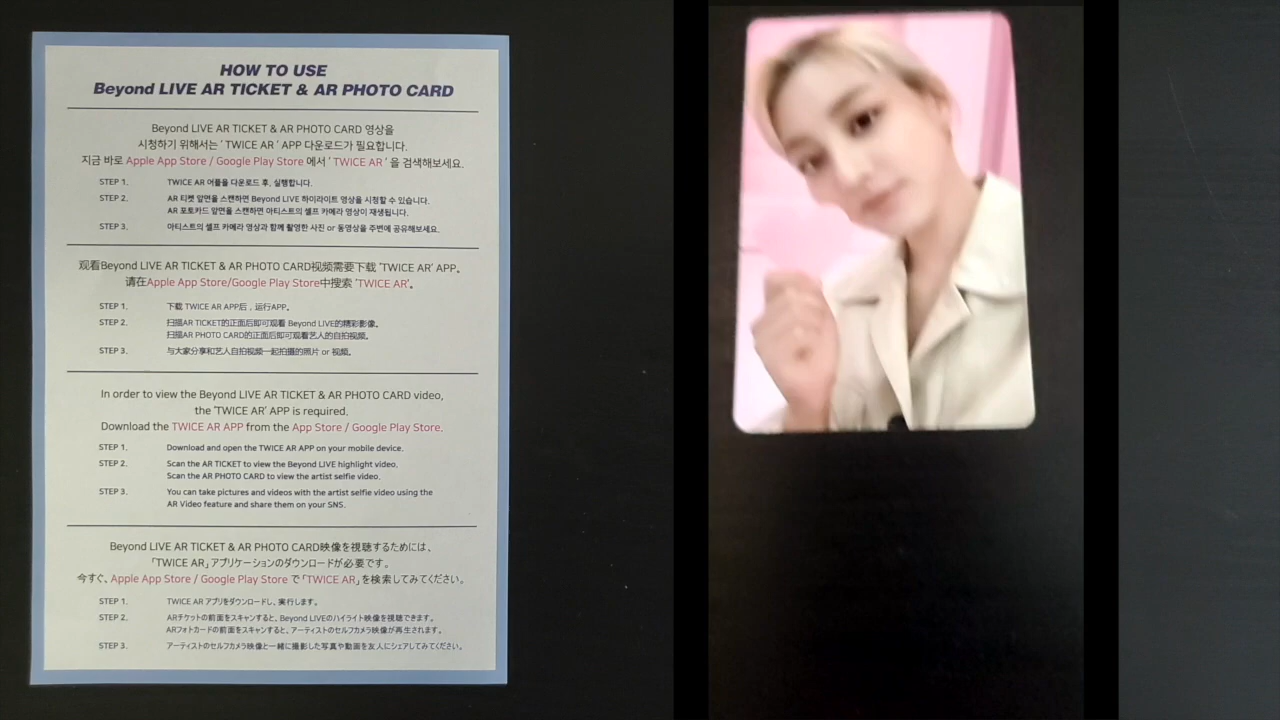 HOW TO USE
Beyond LIVE AR TICKET & AR PHOTO CARD
Beyond LIVE AR TICKET & AR PHOTO CARD 영상을
시청하기 위해서는 ' TWICE AR ' APP 다운로드가 필요합니다.
지금 바로 Apple App Store / Google Play Store 에서 ' TWICE AR ' 을 검색해보세요.
STEP 1. TWICE AR 어플을 다운로드 후, 실행합니다.
STEP 2. AR 티켓 앞면을 스캔하면 Beyond LIVE 하이라이트 영상을 시청할 수 있습니다.
AR 포토카드 앞면을 스캔하면 아티스트의 셀프 카메라 영상이 재생됩니다.
STEP 3. 아티스트의 셀프 카메라 영상과 함께 촬영한 사진 or 동영상을 주변에 공유해보세요.
观看Beyond LIVE AR TICKET & AR PHOTO CARD视频需要下载 'TWICE AR' APP。
请在Apple App Store/Google Play Store中搜索 'TWICE AR'。
STEP 1. 下载 TWICE AR APP后，运行APP。
STEP 2. 扫描AR TICKET的正面后即可观看 Beyond LIVE的精彩影像。
扫描AR PHOTO CARD的正面后即可观看艺人的自拍视频。
STEP 3. 与大家分享和艺人自拍视频一起拍摄的照片 or 视频。
In order to view the Beyond LIVE AR TICKET & AR PHOTO CARD video,
the 'TWICE AR' APP is required.
Download the TWICE AR APP from the App Store / Google Play Store.
STEP 1. Download and open the TWICE AR APP on your mobile device.
STEP 2. Scan the AR TICKET to view the Beyond LIVE highlight video.
Scan the AR PHOTO CARD to view the artist selfie video.
STEP 3. You can take pictures and videos with the artist selfie video using the
AR Video feature and share them on your SNS.
Beyond LIVE AR TICKET & AR PHOTO CARD映像を視聴するためには、
「TWICE AR」アプリケーションのダウンロードが必要です。
今すぐ、Apple App Store / Google Play Store で「TWICE AR」を検索してみてください。
STEP 1. TWICE AR アプリをダウンロードし、実行します。
STEP 2. ARチケットの前面をスキャンすると、Beyond LIVEのハイライト映像を視聴できます。
ARフォトカードの前面をスキャンすると、アーティストのセルフカメラ映像が再生されます。
STEP 3. アーティストのセルフカメラ映像と一緒に撮影した写真や動画を友人にシェアしてみてください。